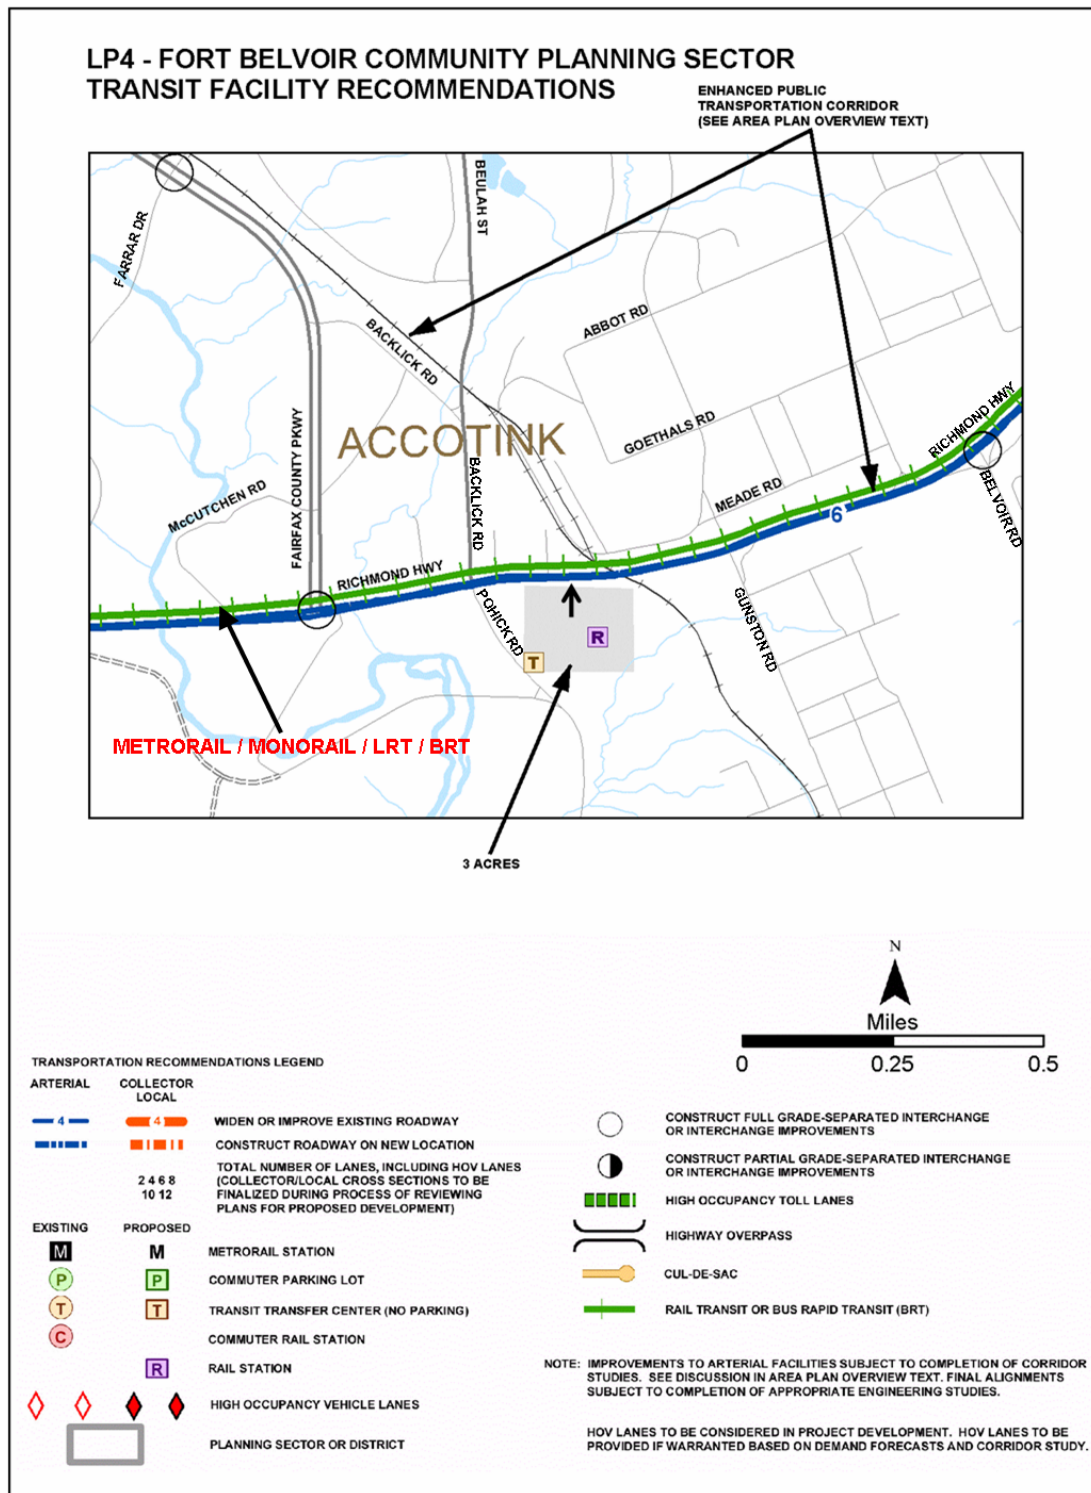 LP4 - FORT BELVOIR COMMUNITY PLANNING SECTOR
TRANSIT FACILITY RECOMMENDATIONS
ENHANCED PUBLIC
TRANSPORTATION CORRIDOR
(SEE AREA PLAN OVERVIEW TEXT)
BEULAH ST
FARRAR DR
ABBOT RD
BACKLICK RD
RICHMOND HWY
FAIRFAX COUNTY PKWY
ACCOTINK
GOETHALS RD
BACKLICK RD
McCUTCHEN RD
MEADE RD
BELVOIR RD
6
RICHMOND HWY
POHICK RD
GUNSTON RD
R
T
METRORAIL / MONORAIL / LRT / BRT
3 ACRES
N
Miles
0 0.25 0.5
TRANSPORTATION RECOMMENDATIONS LEGEND
ARTERIAL COLLECTOR
LOCAL
4 4 WIDEN OR IMPROVE EXISTING ROADWAY
CONSTRUCT ROADWAY ON NEW LOCATION
2 4 6 8
10 12
TOTAL NUMBER OF LANES, INCLUDING HOV LANES
(COLLECTOR/LOCAL CROSS SECTIONS TO BE
FINALIZED DURING PROCESS OF REVIEWING
PLANS FOR PROPOSED DEVELOPMENT)
EXISTING PROPOSED
M M METRORAIL STATION
P P COMMUTER PARKING LOT
T T TRANSIT TRANSFER CENTER (NO PARKING)
C COMMUTER RAIL STATION
R RAIL STATION
HIGH OCCUPANCY VEHICLE LANES
PLANNING SECTOR OR DISTRICT
CONSTRUCT FULL GRADE-SEPARATED INTERCHANGE
OR INTERCHANGE IMPROVEMENTS
CONSTRUCT PARTIAL GRADE-SEPARATED INTERCHANGE
OR INTERCHANGE IMPROVEMENTS
HIGH OCCUPANCY TOLL LANES
HIGHWAY OVERPASS
CUL-DE-SAC
RAIL TRANSIT OR BUS RAPID TRANSIT (BRT)
NOTE: IMPROVEMENTS TO ARTERIAL FACILITIES SUBJECT TO COMPLETION OF CORRIDOR
STUDIES. SEE DISCUSSION IN AREA PLAN OVERVIEW TEXT. FINAL ALIGNMENTS
SUBJECT TO COMPLETION OF APPROPRIATE ENGINEERING STUDIES.
HOV LANES TO BE CONSIDERED IN PROJECT DEVELOPMENT. HOV LANES TO BE
PROVIDED IF WARRANTED BASED ON DEMAND FORECASTS AND CORRIDOR STUDY.